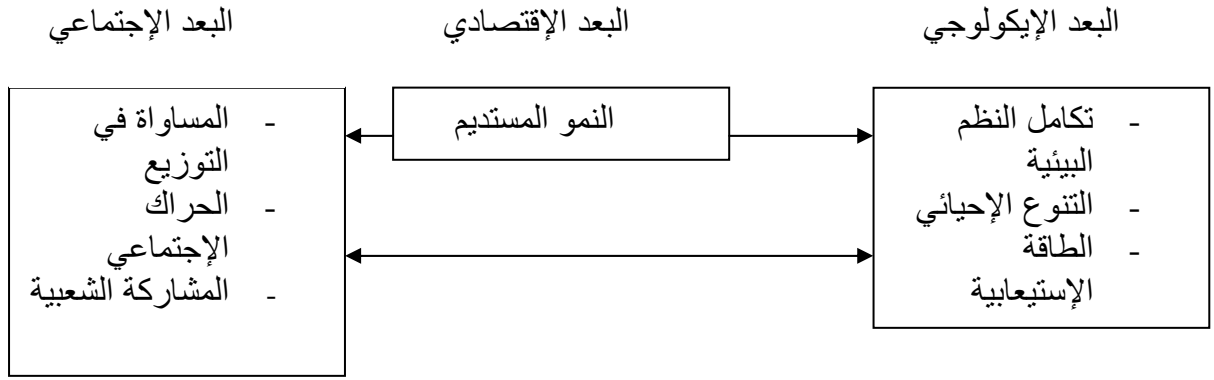 البعد الإيكولوجي
البعد الإقتصادي
البعد الإجتماعي
- تكامل النظم
البيئية
- التنوع الإحيائي
- الطاقة
الإستيعابية
النمو المستديم
- المساواة في
التوزيع
- الحراك
الإجتماعي
- المشاركة الشعبية